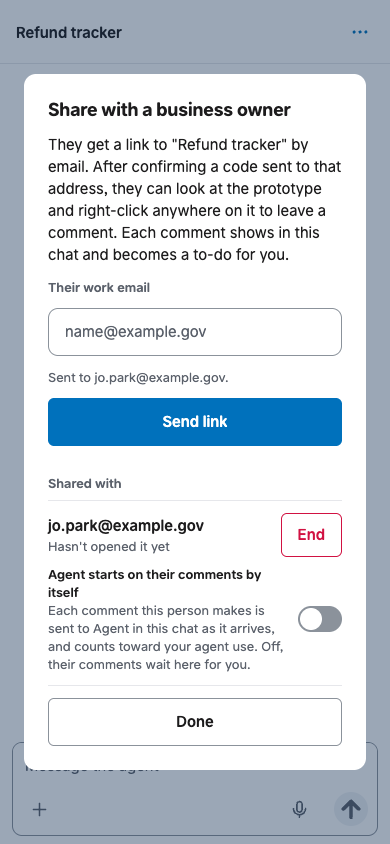 Refund tracker
Share with a business owner
They get a link to "Refund tracker" by
email. After confirming a code sent to that
address, they can look at the prototype
and right-click anywhere on it to leave a
comment. Each comment shows in this
chat and becomes a to-do for you.
Their work email
name@example.gov
Sent to jo.park@example.gov.
Send link
Shared with
jo.park@example.gov
Hasn't opened it yet
End
Agent starts on their comments by
itself
Each comment this person makes is
sent to Agent in this chat as it arrives,
and counts toward your agent use. Off,
their comments wait here for you.
Done
Message the agent